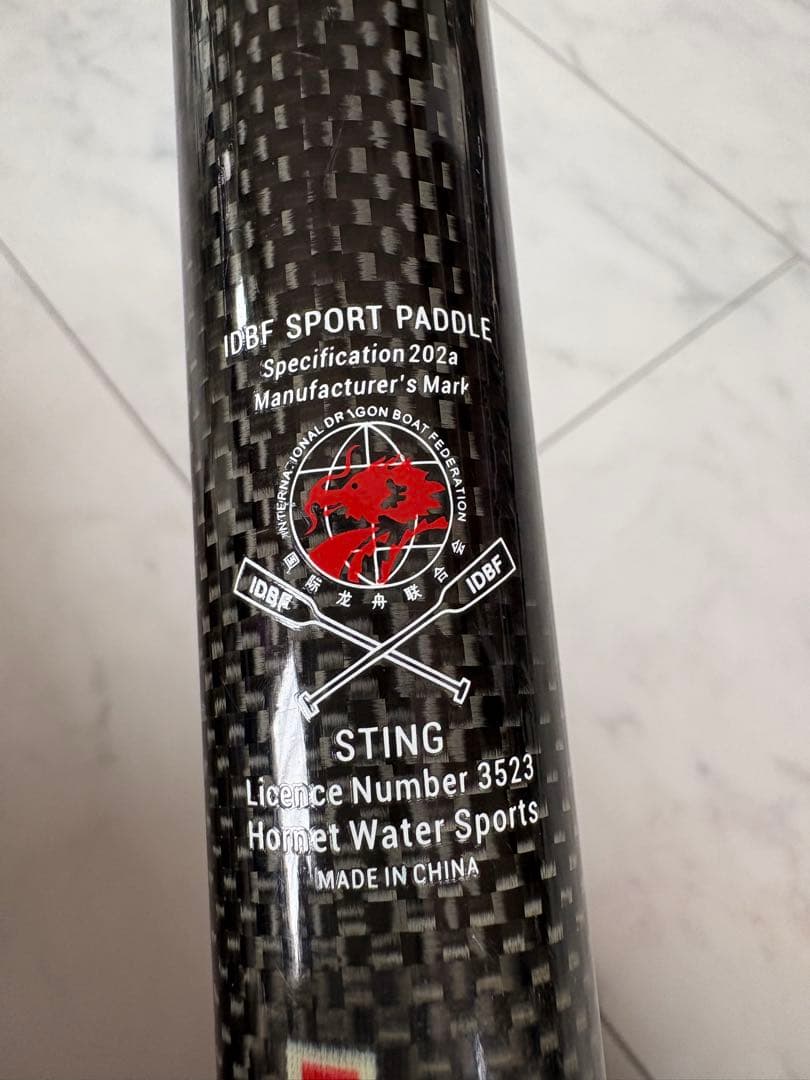 IDBF SPORT PADDLE
Specification 202a
Manufacturer's Mark
INTERNATIONAL DRAGON BOAT FEDERATION
国际龙舟联合会
IDBF IDBF
STING
Licence Number 3523
Hornet Water Sports
MADE IN CHINA